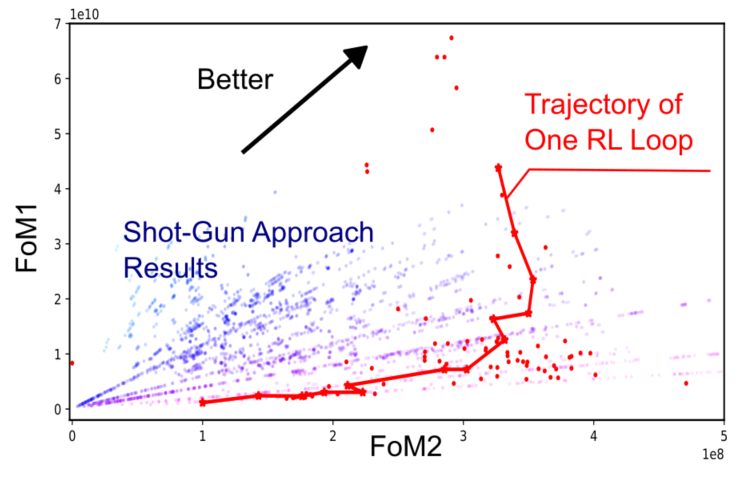 1e10
7
6
5
4
3
2
1
0
FoM1
Better
Trajectory of
One RL Loop
Shot-Gun Approach
Results
0 1 2 3 4 5
FoM2
1e8